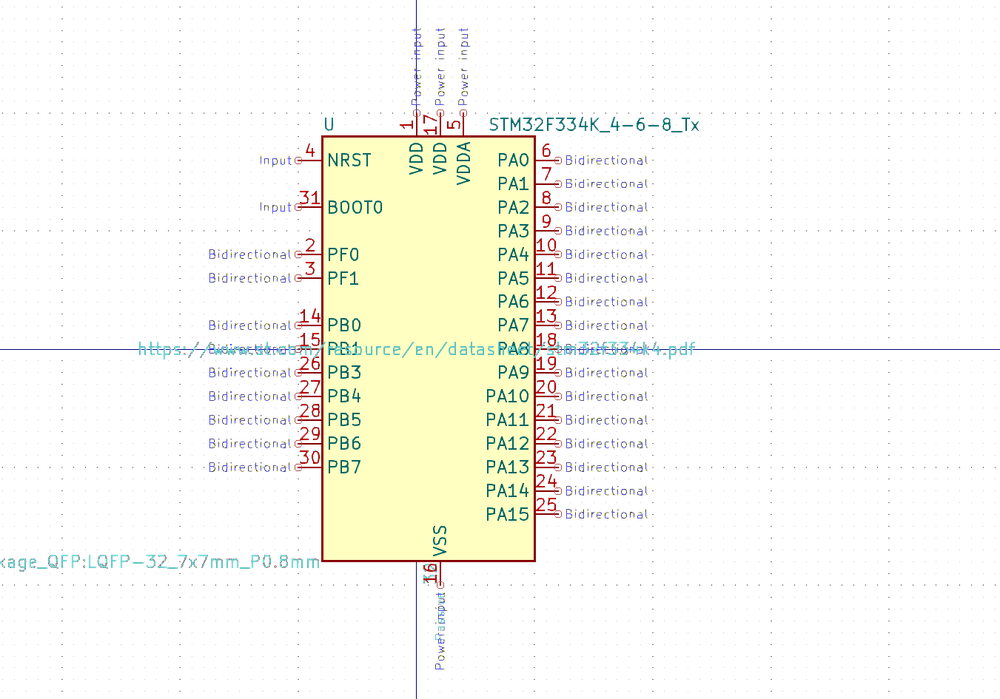 Power input Power input Power input
U STM32F334K_4-6-8_Tx
1 17 5
VDD VDD VDDA
Input 4 NRST PA0 6 Bidirectional
PA1 7 Bidirectional
Input 31 BOOT0 PA2 8 Bidirectional
PA3 9 Bidirectional
Bidirectional 2 PF0 PA4 10 Bidirectional
Bidirectional 3 PF1 PA5 11 Bidirectional
PA6 12 Bidirectional
Bidirectional 14 PB0 PA7 13 Bidirectional
15 PB1 PA8 18
Bidirectional 26 PB3 PA9 19 Bidirectional
Bidirectional 27 PB4 PA10 20 Bidirectional
Bidirectional 28 PB5 PA11 21 Bidirectional
Bidirectional 29 PB6 PA12 22 Bidirectional
Bidirectional 30 PB7 PA13 23 Bidirectional
PA14 24 Bidirectional
PA15 25 Bidirectional
VSS
kage_QFP:LQFP-32_7x7mm_P0.8mm
16
Power input